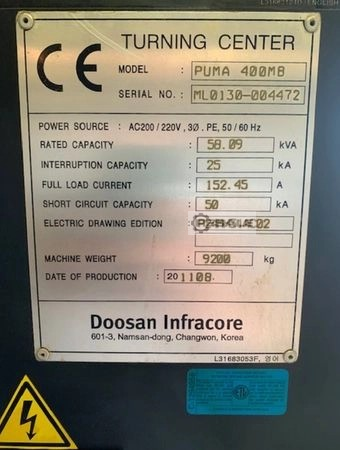 CE
TURNING CENTER
MODEL : PUMA 400MB
SERIAL NO. : ML0130-004472
POWER SOURCE : AC200 / 220V, 3Ø. PE, 50 / 60 Hz
RATED CAPACITY : 58.09 kVA
INTERRUPTION CAPACITY : 25 kA
FULL LOAD CURRENT : 152.45 A
SHORT CIRCUIT CAPACITY : 50 kA
ELECTRIC DRAWING EDITION :
MACHINE WEIGHT : 9200 kg
DATE OF PRODUCTION : 201108.
Doosan Infracore
601-3, Namsan-dong, Changwon, Korea
L31683053F, 영어